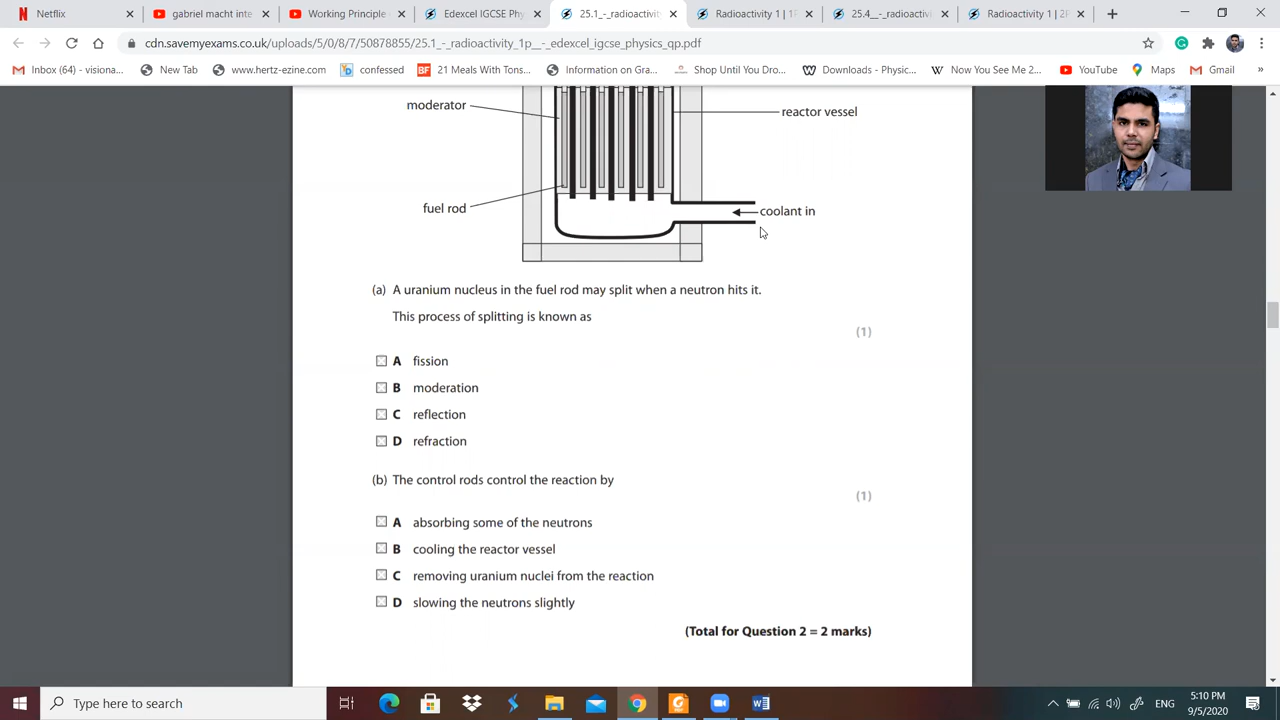 Netflix
gabriel macht inte
Working Principle
Edexcel IGCSE Phy
25.1_-_radioactivit
Radioactivity 1 | 1P
25.4__-_radioactivi
Radioactivity 1 | 2P
cdn.savemyexams.co.uk/uploads/5/0/8/7/50878855/25.1_-_radioactivity_1p__-_edexcel_igcse_physics_qp.pdf
Inbox (64) - visiona...
New Tab
www.hertz-ezine.com
confessed
BF 21 Meals With Tons...
Information on Gra...
Shop Until You Dro...
Downloads - Physic...
Now You See Me 2...
YouTube
Maps
Gmail
moderator
reactor vessel
fuel rod
coolant in
(a) A uranium nucleus in the fuel rod may split when a neutron hits it.
This process of splitting is known as
(1)
A fission
B moderation
C reflection
D refraction
(b) The control rods control the reaction by
(1)
A absorbing some of the neutrons
B cooling the reactor vessel
C removing uranium nuclei from the reaction
D slowing the neutrons slightly
(Total for Question 2 = 2 marks)
Type here to search
ENG
5:10 PM
9/5/2020